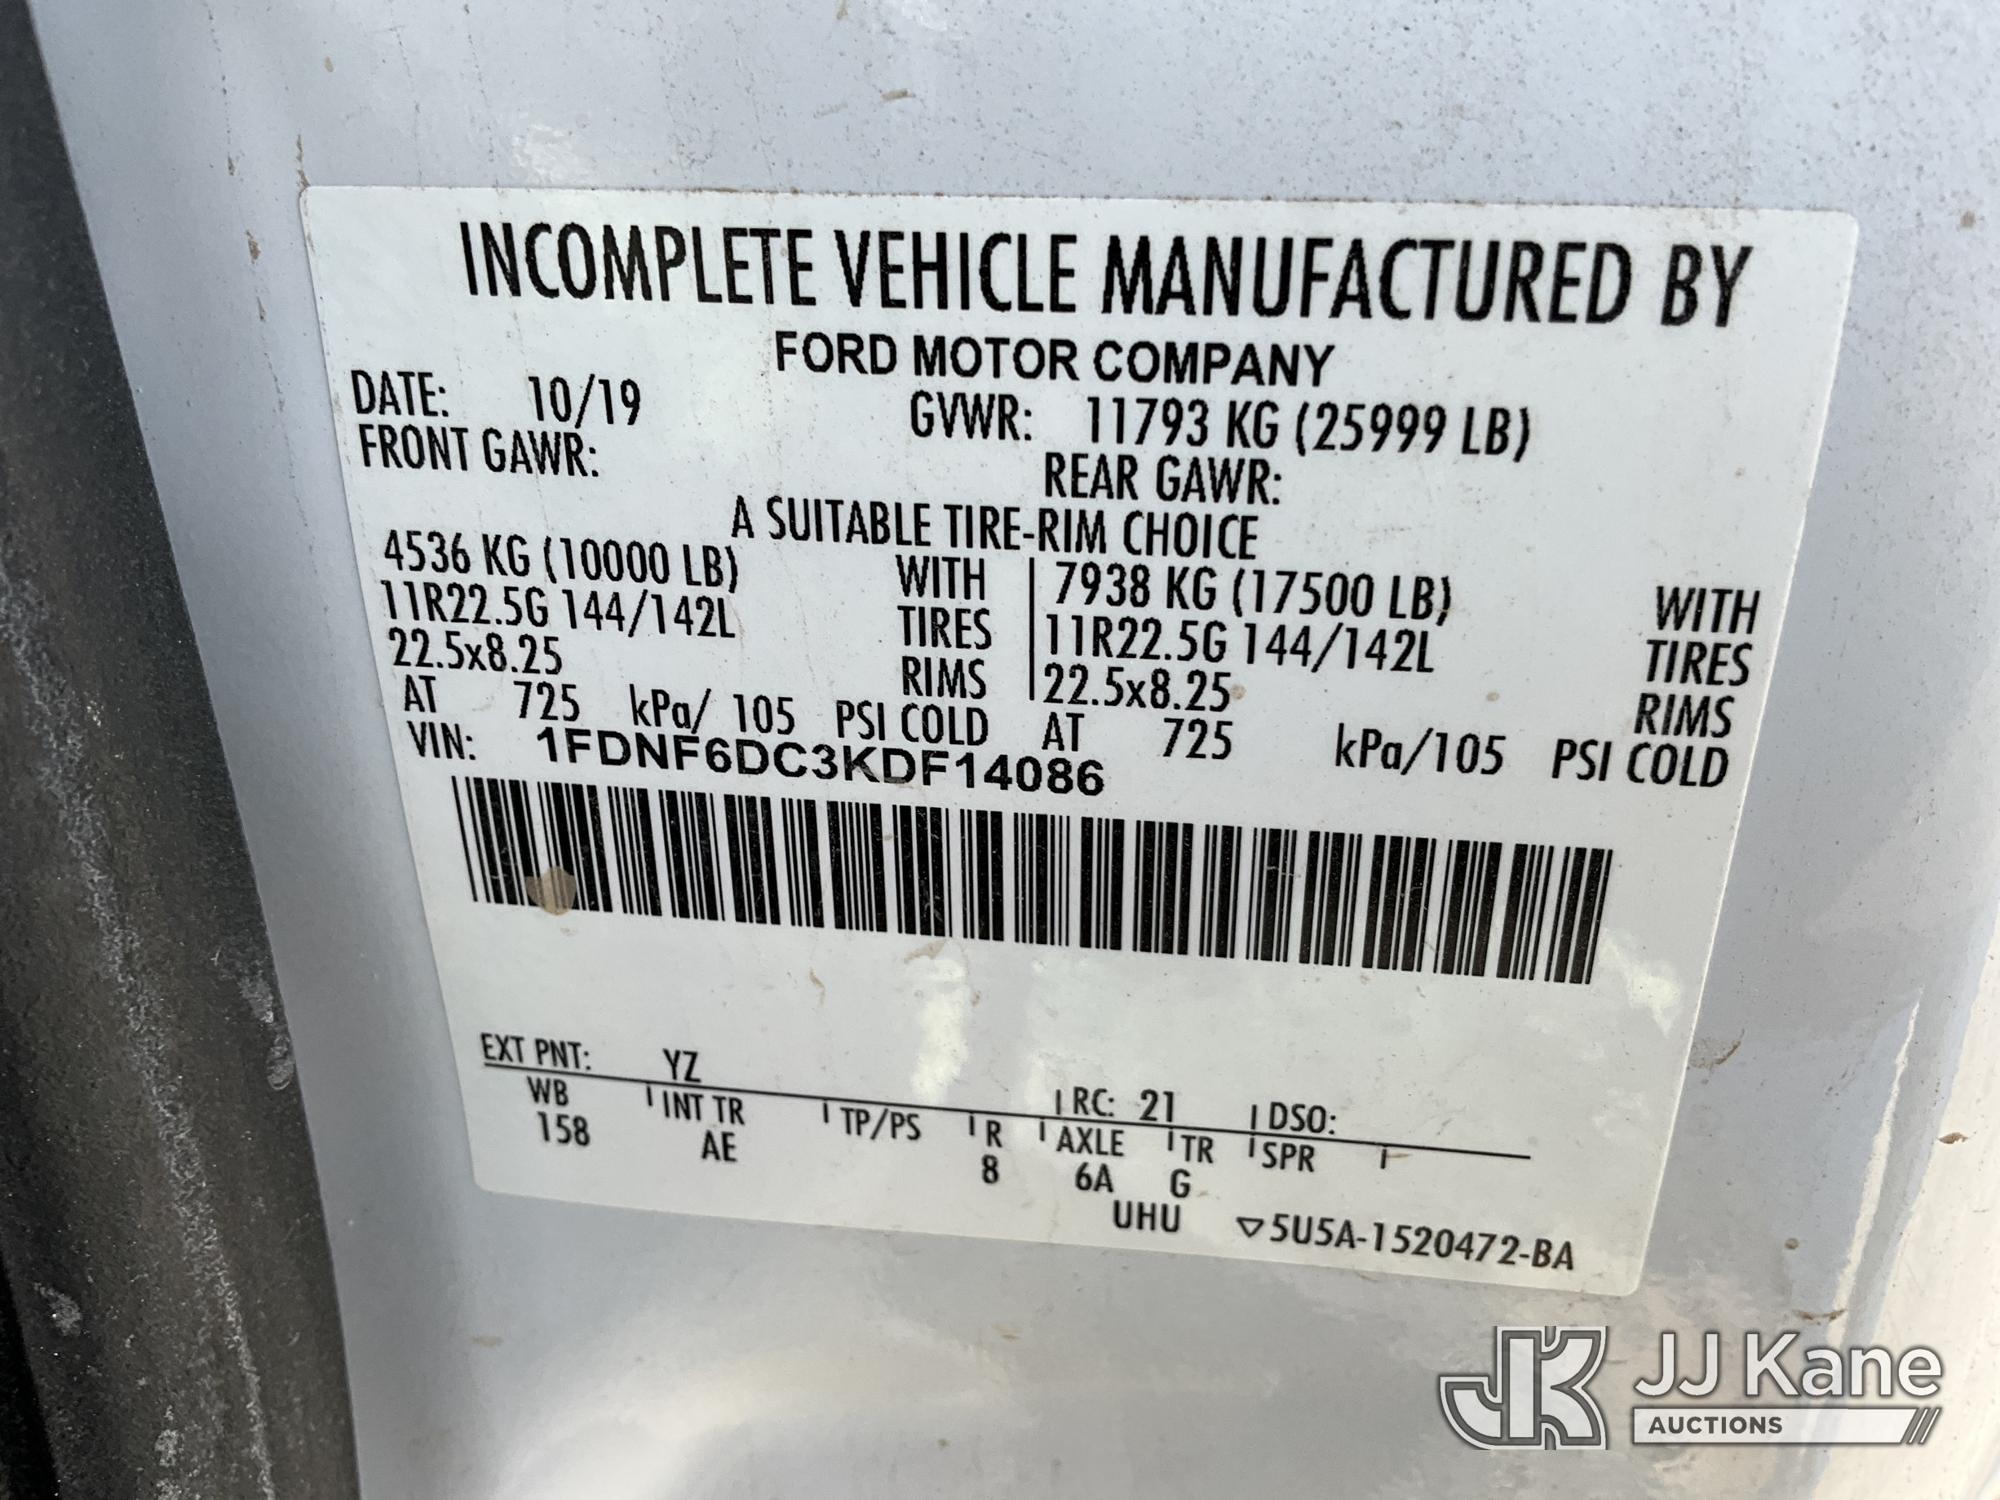 INCOMPLETE VEHICLE MANUFACTURED BY
FORD MOTOR COMPANY
DATE: 10/19 GVWR: 11793 KG (25999 LB)
FRONT GAWR: REAR GAWR:
A SUITABLE TIRE-RIM CHOICE
4536 KG (10000 LB) WITH 7938 KG (17500 LB) WITH
11R22.5G 144/142L TIRES 11R22.5G 144/142L TIRES
22.5x8.25 RIMS 22.5x8.25 RIMS
AT 725 kPa/ 105 PSI COLD AT 725 kPa/105 PSI COLD
VIN: 1FDNF6DC3KDF14086
EXT PNT: YZ RC: 21 DSO:
WB INT TR TP/PS R AXLE TR SPR
158 AE 8 6A G
UHU ▽5U5A-1520472-BA
JJ Kane
AUCTIONS